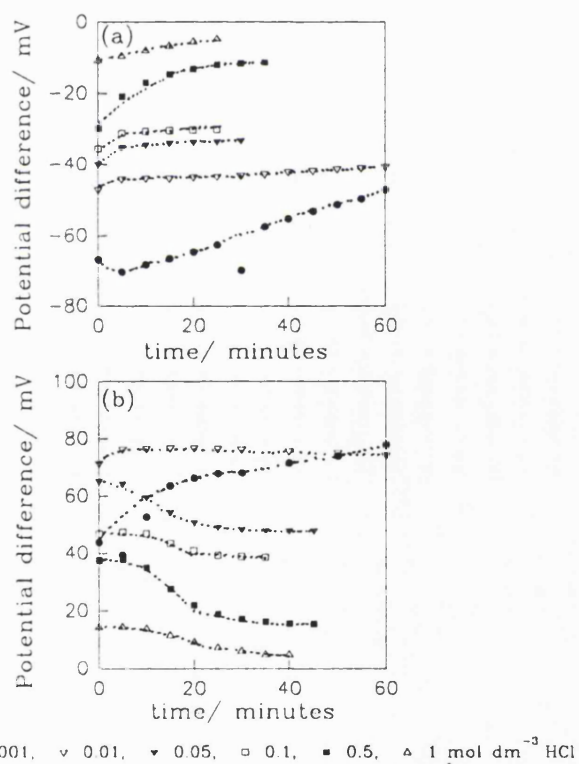 0
(a)
−20
−40
−60
−80
Potential difference/ mV
0 20 40 60
time/ minutes
100
(b)
80
60
40
20
0
Potential difference/ mV
0 20 40 60
time/ minutes
001, ▿ 0.01, ▾ 0.05, □ 0.1, ■ 0.5, △ 1 mol dm⁻³ HCl